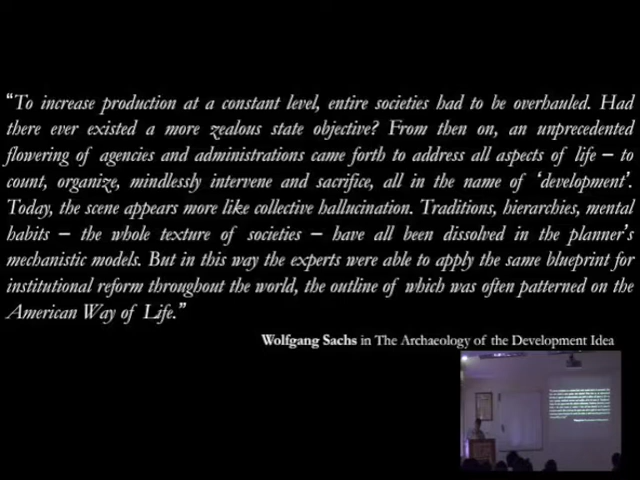 “To increase production at a constant level, entire societies had to be overhauled. Had
there ever existed a more zealous state objective? From then on, an unprecedented
flowering of agencies and administrations came forth to address all aspects of life – to
count, organize, mindlessly intervene and sacrifice, all in the name of ‘development’.
Today, the scene appears more like collective hallucination. Traditions, hierarchies, mental
habits – the whole texture of societies – have all been dissolved in the planner’s
mechanistic models. But in this way the experts were able to apply the same blueprint for
institutional reform throughout the world, the outline of which was often patterned on the
American Way of Life.”
Wolfgang Sachs in The Archaeology of the Development Idea